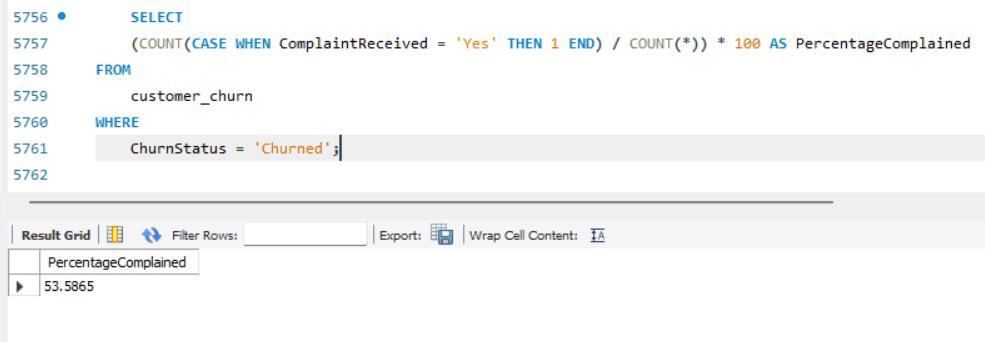 5756 SELECT
5757 (COUNT(CASE WHEN ComplaintReceived = 'Yes' THEN 1 END) / COUNT(*)) * 100 AS PercentageComplained
5758 FROM
5759 customer_churn
5760 WHERE
5761 ChurnStatus = 'Churned';
5762
Result Grid Filter Rows: Export: Wrap Cell Content: IA
PercentageComplained
53.5865